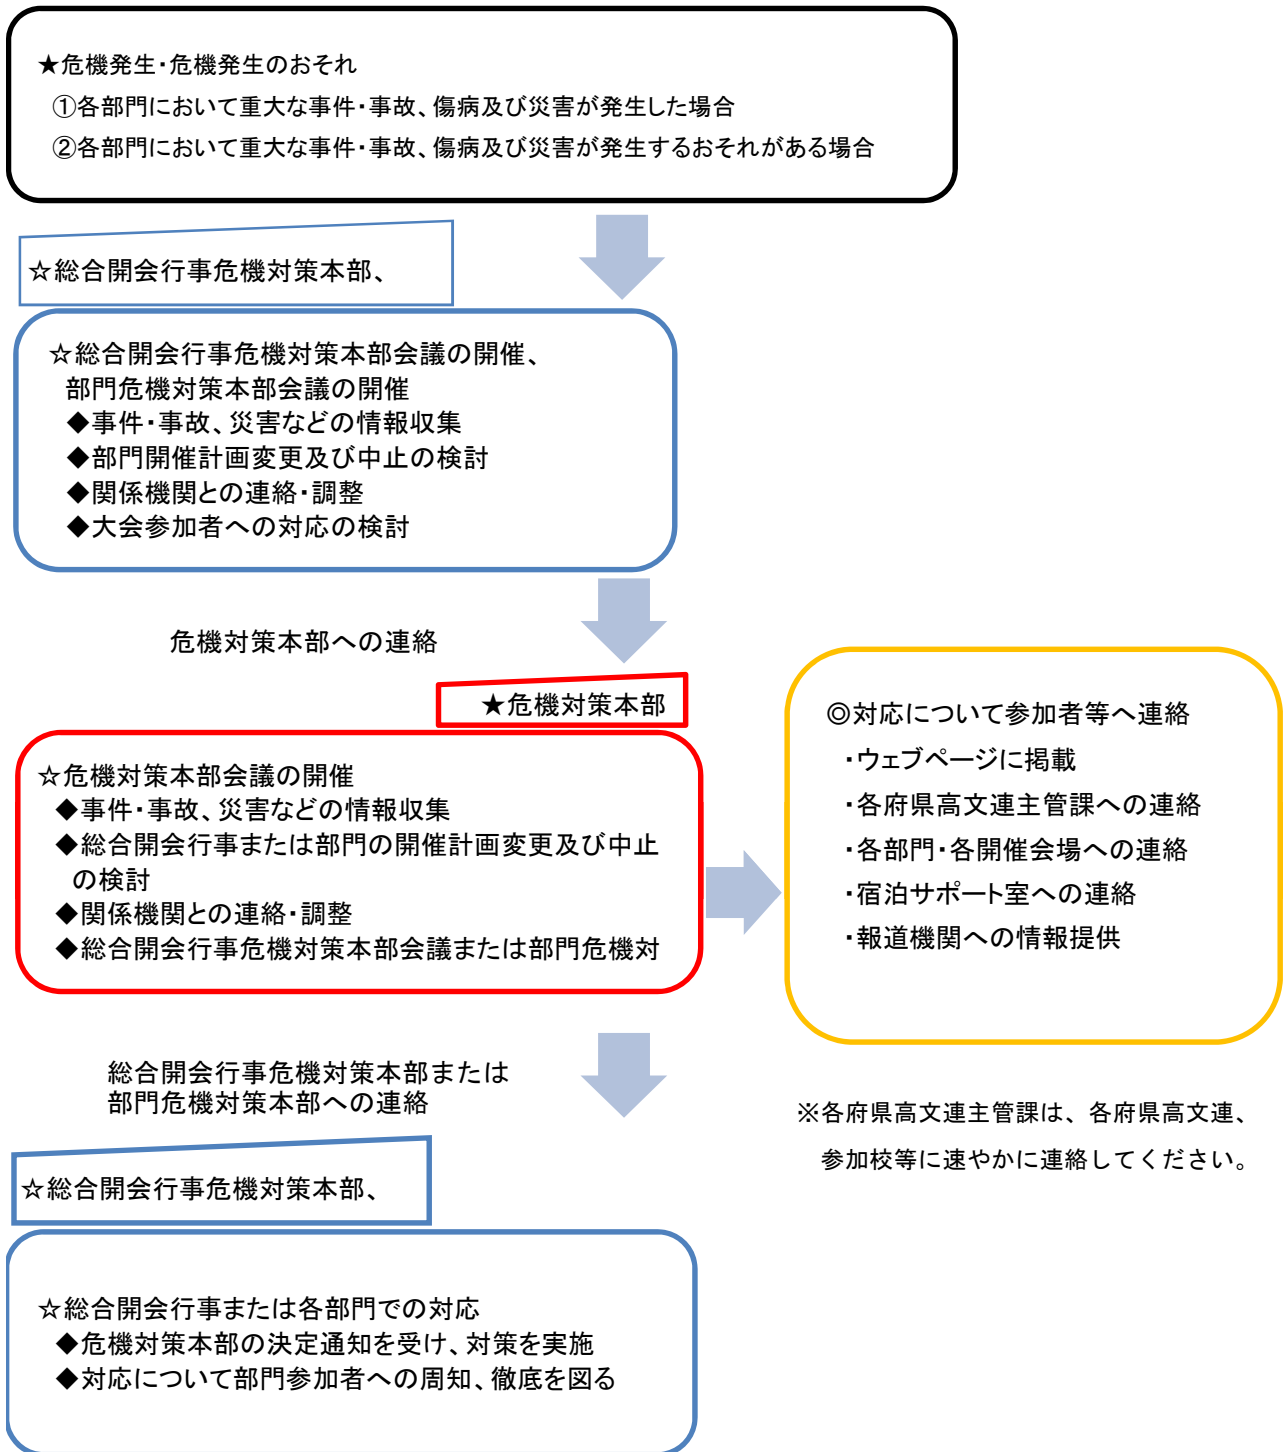 ★危機発生・危機発生のおそれ
①各部門において重大な事件・事故、傷病及び災害が発生した場合
②各部門において重大な事件・事故、傷病及び災害が発生するおそれがある場合
☆総合開会行事危機対策本部、
☆総合開会行事危機対策本部会議の開催、
部門危機対策本部会議の開催
◆事件・事故、災害などの情報収集
◆部門開催計画変更及び中止の検討
◆関係機関との連絡・調整
◆大会参加者への対応の検討
危機対策本部への連絡
★危機対策本部
☆危機対策本部会議の開催
◆事件・事故、災害などの情報収集
◆総合開会行事または部門の開催計画変更及び中止
の検討
◆関係機関との連絡・調整
◆総合開会行事危機対策本部会議または部門危機対
◎対応について参加者等へ連絡
・ウェブページに掲載
・各府県高文連主管課への連絡
・各部門・各開催会場への連絡
・宿泊サポート室への連絡
・報道機関への情報提供
※各府県高文連主管課は、各府県高文連、
参加校等に速やかに連絡してください。
総合開会行事危機対策本部または
部門危機対策本部への連絡
☆総合開会行事危機対策本部、
☆総合開会行事または各部門での対応
◆危機対策本部の決定通知を受け、対策を実施
◆対応について部門参加者への周知、徹底を図る